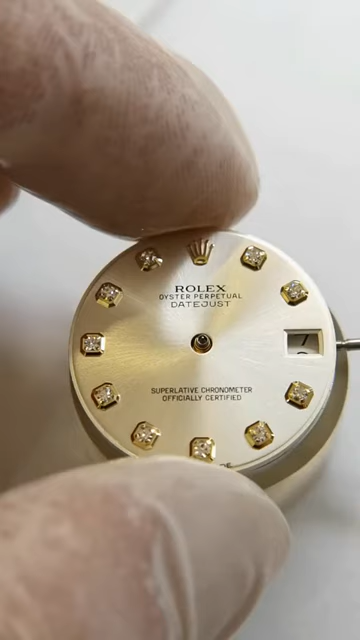 ROLEX
OYSTER PERPETUAL
DATEJUST
SUPERLATIVE CHRONOMETER
OFFICIALLY CERTIFIED